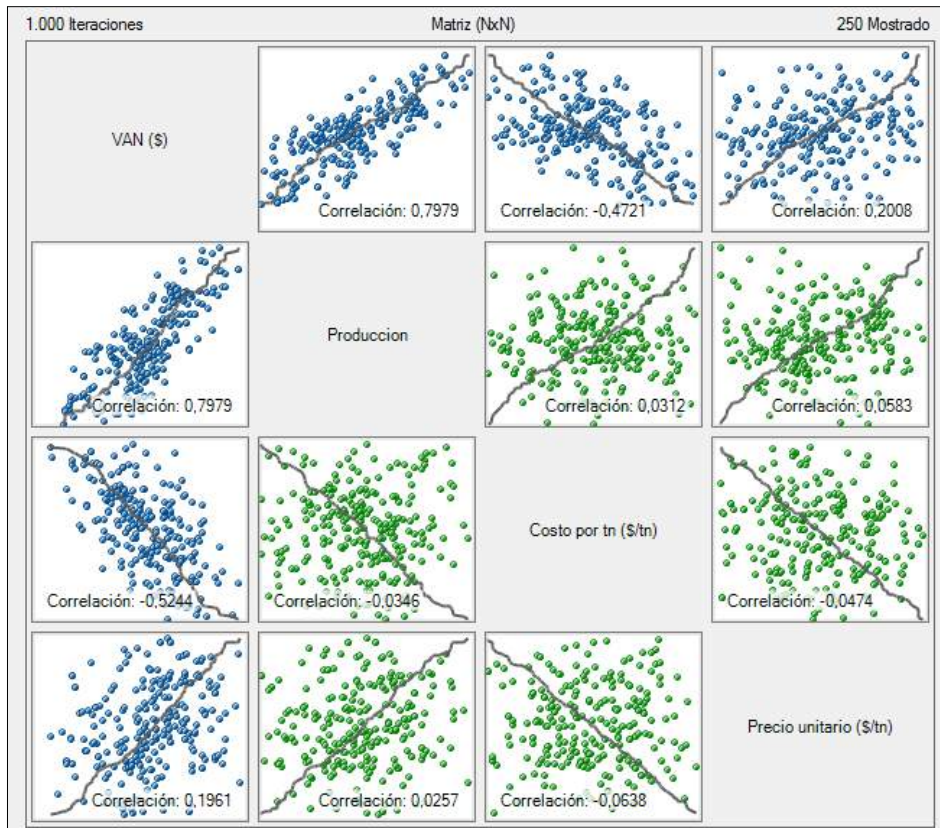 1.000 Iteraciones Matriz (NxN) 250 Mostrado
VAN ($)
Correlación: 0,7979
Correlación: -0,4721
Correlación: 0,2008
Correlación: 0,7979
Produccion
Correlación: 0,0312
Correlación: 0,0583
Correlación: -0,5244
Correlación: -0,0346
Costo por tn ($/tn)
Correlación: -0,0474
Correlación: 0,1961
Correlación: 0,0257
Correlación: -0,0638
Precio unitario ($/tn)